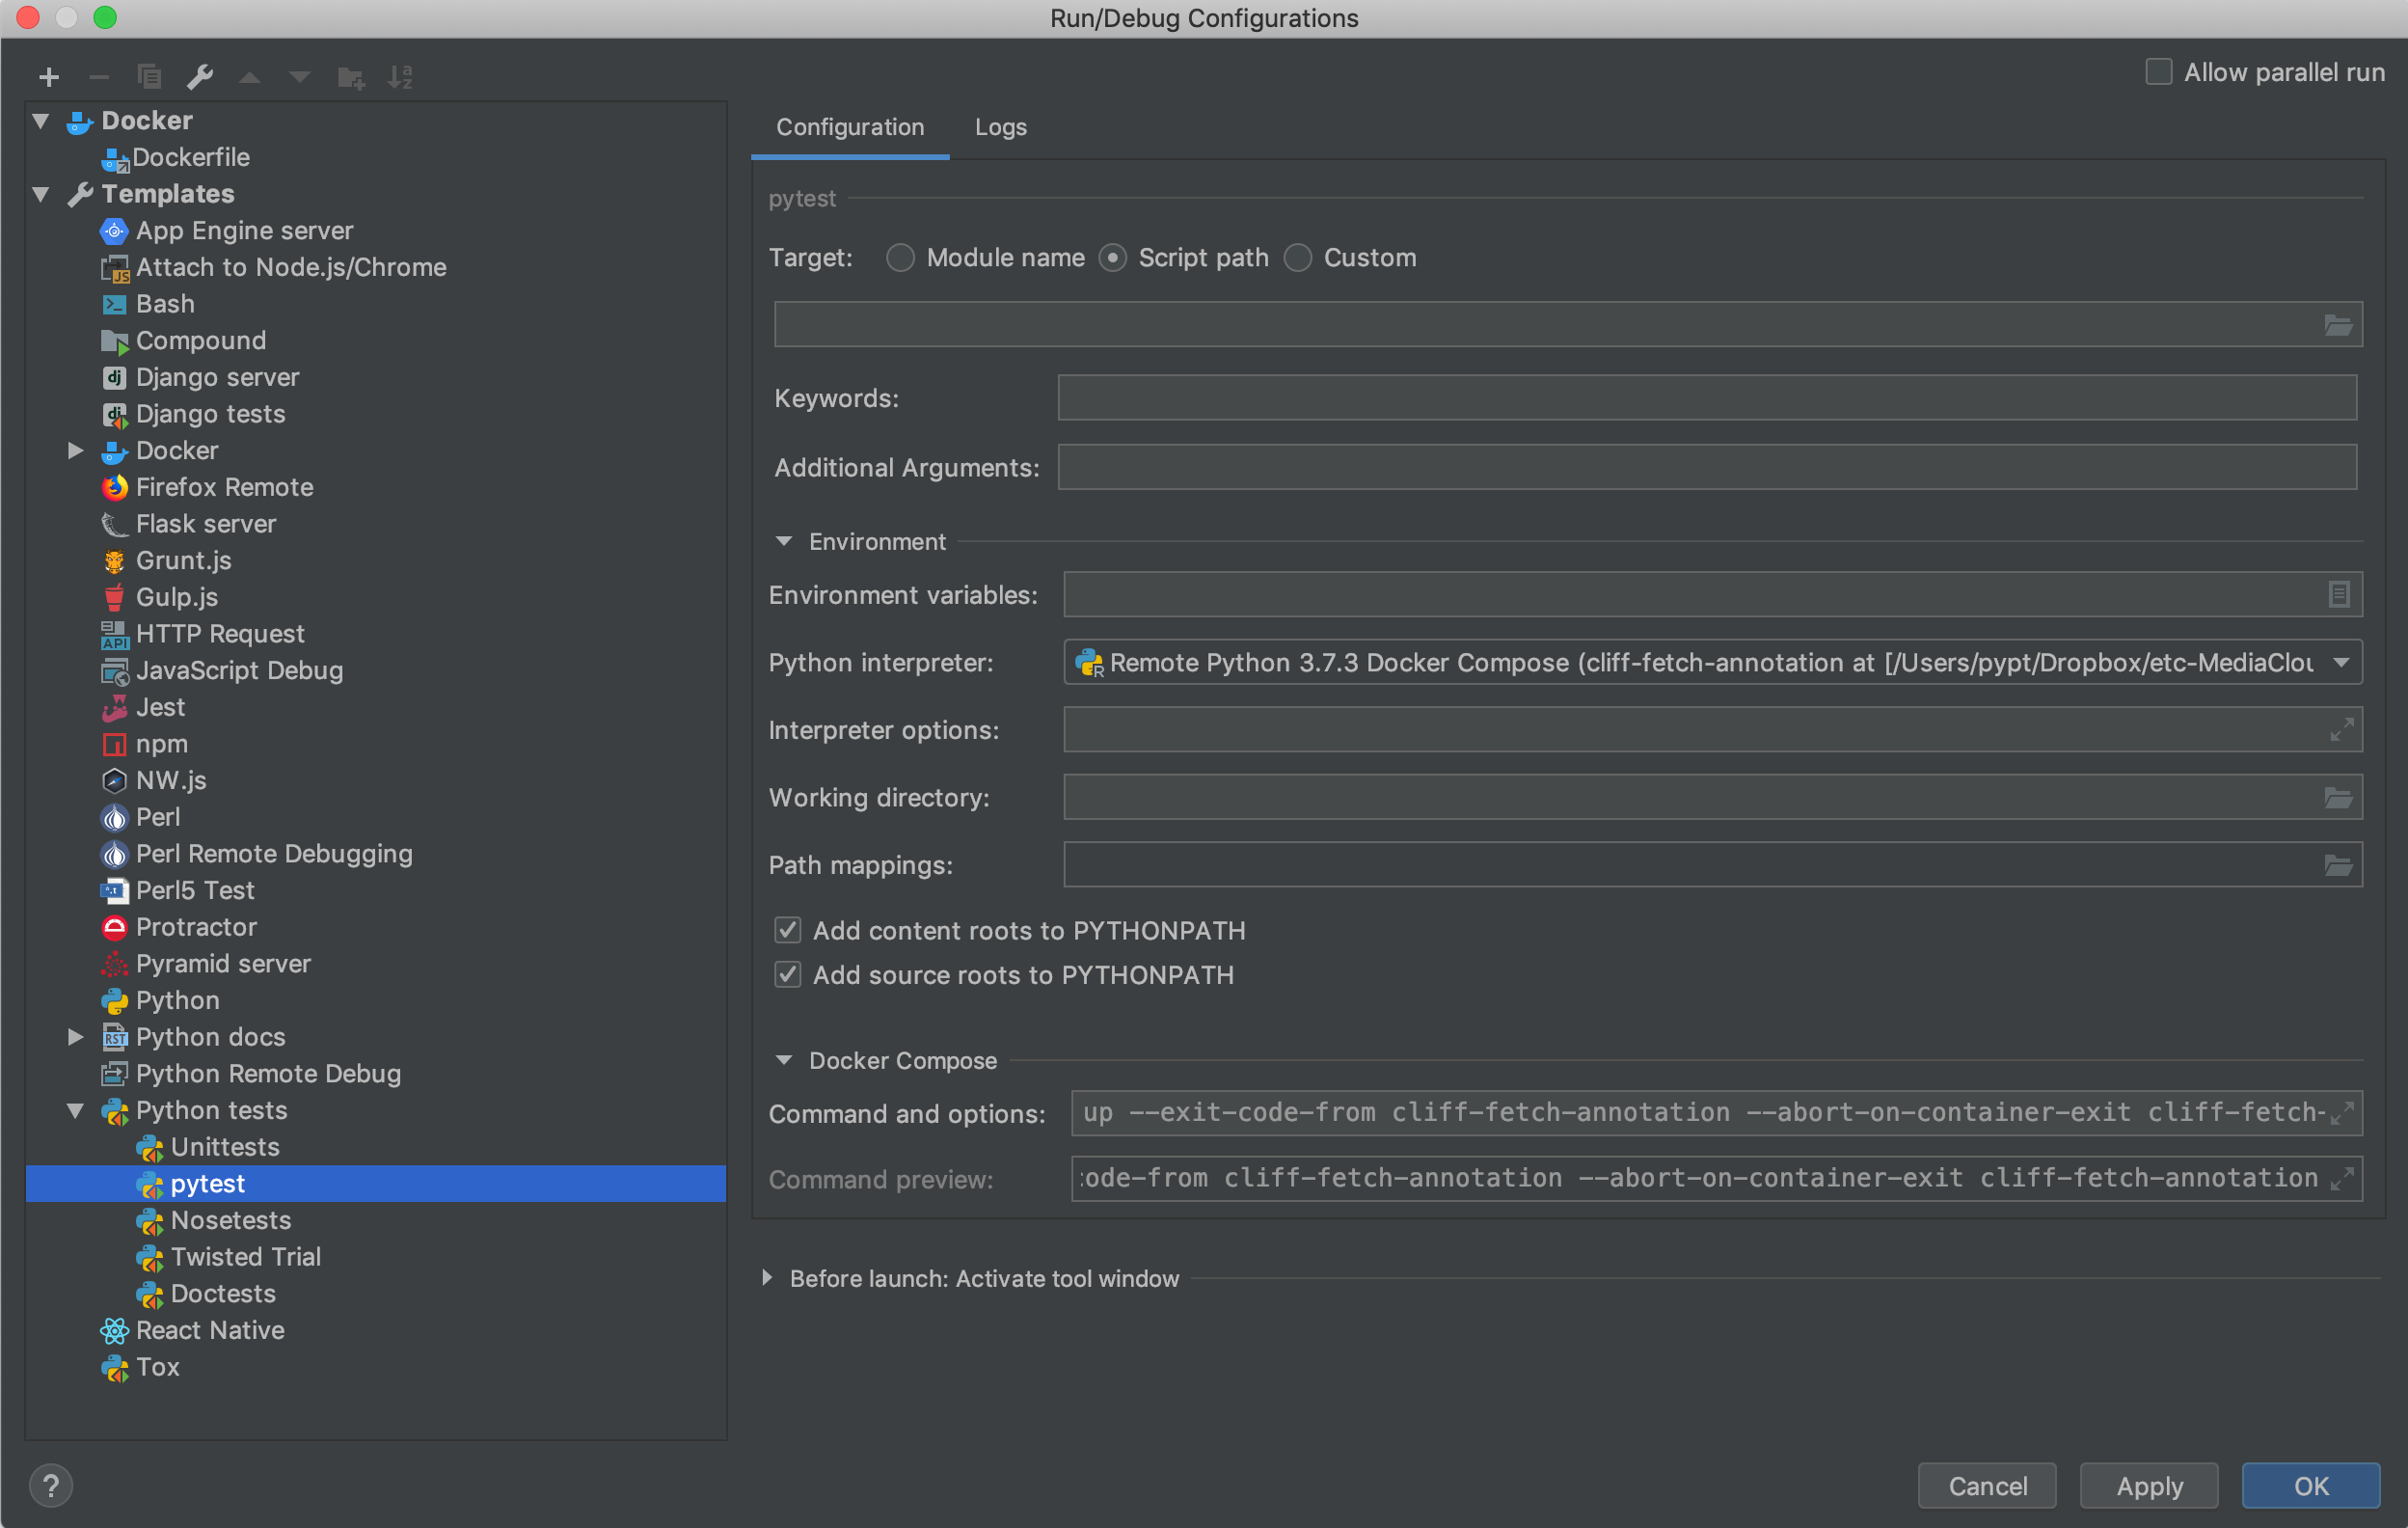 Run/Debug Configurations
Allow parallel run
Docker
Dockerfile
Templates
App Engine server
Attach to Node.js/Chrome
Bash
Compound
Django server
Django tests
Docker
Firefox Remote
Flask server
Grunt.js
Gulp.js
HTTP Request
JavaScript Debug
Jest
npm
NW.js
Perl
Perl Remote Debugging
Perl5 Test
Protractor
Pyramid server
Python
Python docs
Python Remote Debug
Python tests
Unittests
pytest
Nosetests
Twisted Trial
Doctests
React Native
Tox
Configuration Logs
pytest
Target: Module name Script path Custom
Keywords:
Additional Arguments:
Environment
Environment variables:
Python interpreter: Remote Python 3.7.3 Docker Compose (cliff-fetch-annotation at [/Users/pypt/Dropbox/etc-MediaClou
Interpreter options:
Working directory:
Path mappings:
Add content roots to PYTHONPATH
Add source roots to PYTHONPATH
Docker Compose
Command and options: up --exit-code-from cliff-fetch-annotation --abort-on-container-exit cliff-fetch-
Command preview: code-from cliff-fetch-annotation --abort-on-container-exit cliff-fetch-annotation
Before launch: Activate tool window
? Cancel Apply OK